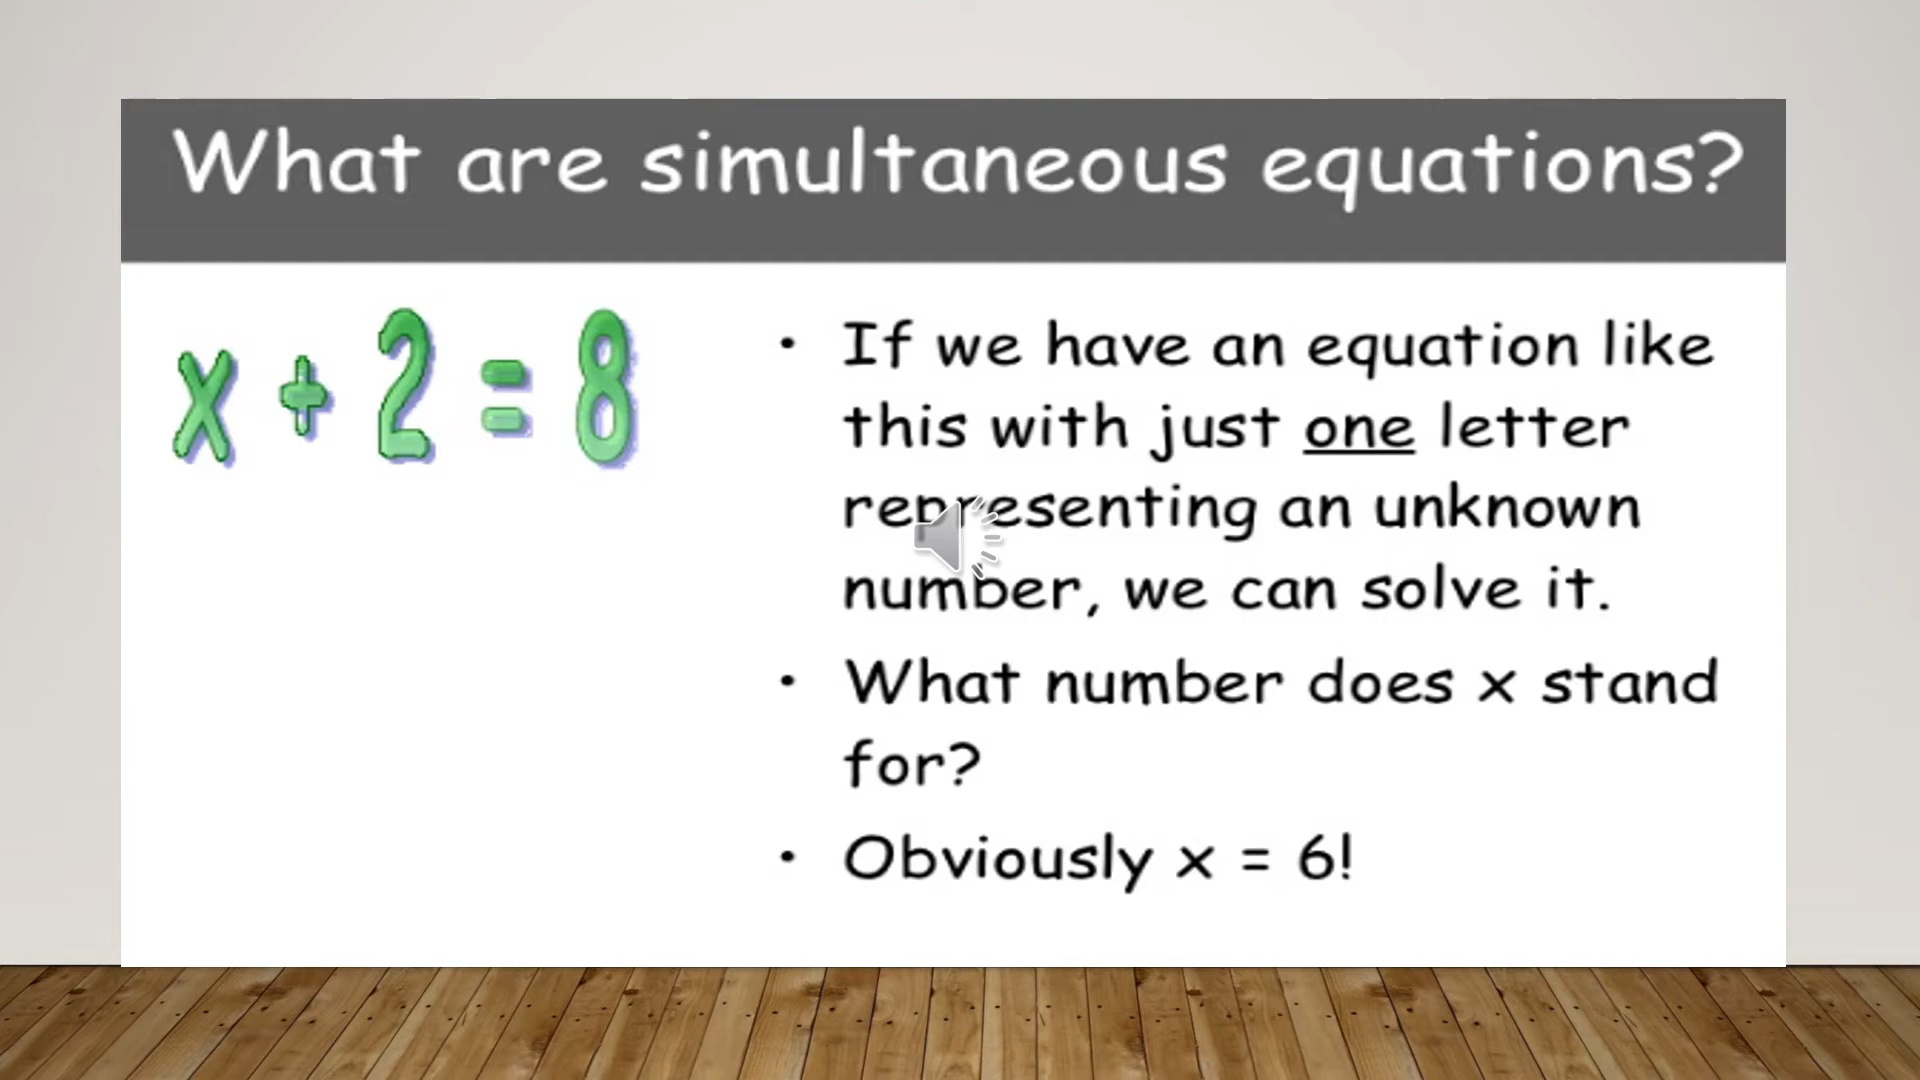 What are simultaneous equations?
x + 2 = 8
• If we have an equation like
this with just one letter
representing an unknown
number, we can solve it.
• What number does x stand
for?
• Obviously x = 6!